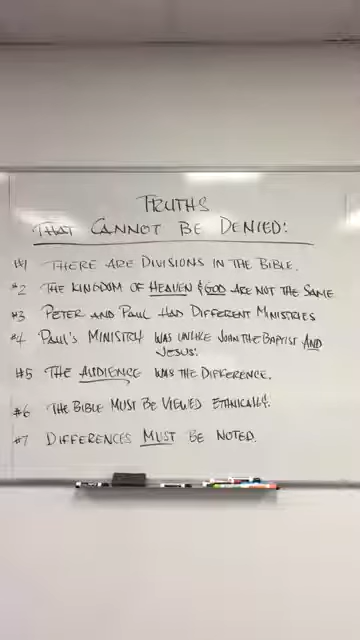 TRUTHS
THAT CANNOT BE DENIED:
#1 THERE ARE DIVISIONS IN THE BIBLE.
#2 THE KINGDOM OF HEAVEN & GOD ARE NOT THE SAME
#3 PETER AND PAUL HAD DIFFERENT MINISTRIES
#4 PAUL'S MINISTRY WAS UNLIKE JOHN THE BAPTIST AND
JESUS'.
#5 THE AUDIENCE WAS THE DIFFERENCE.
#6 THE BIBLE MUST BE VIEWED ETHNICALLY.
#7 DIFFERENCES MUST BE NOTED.